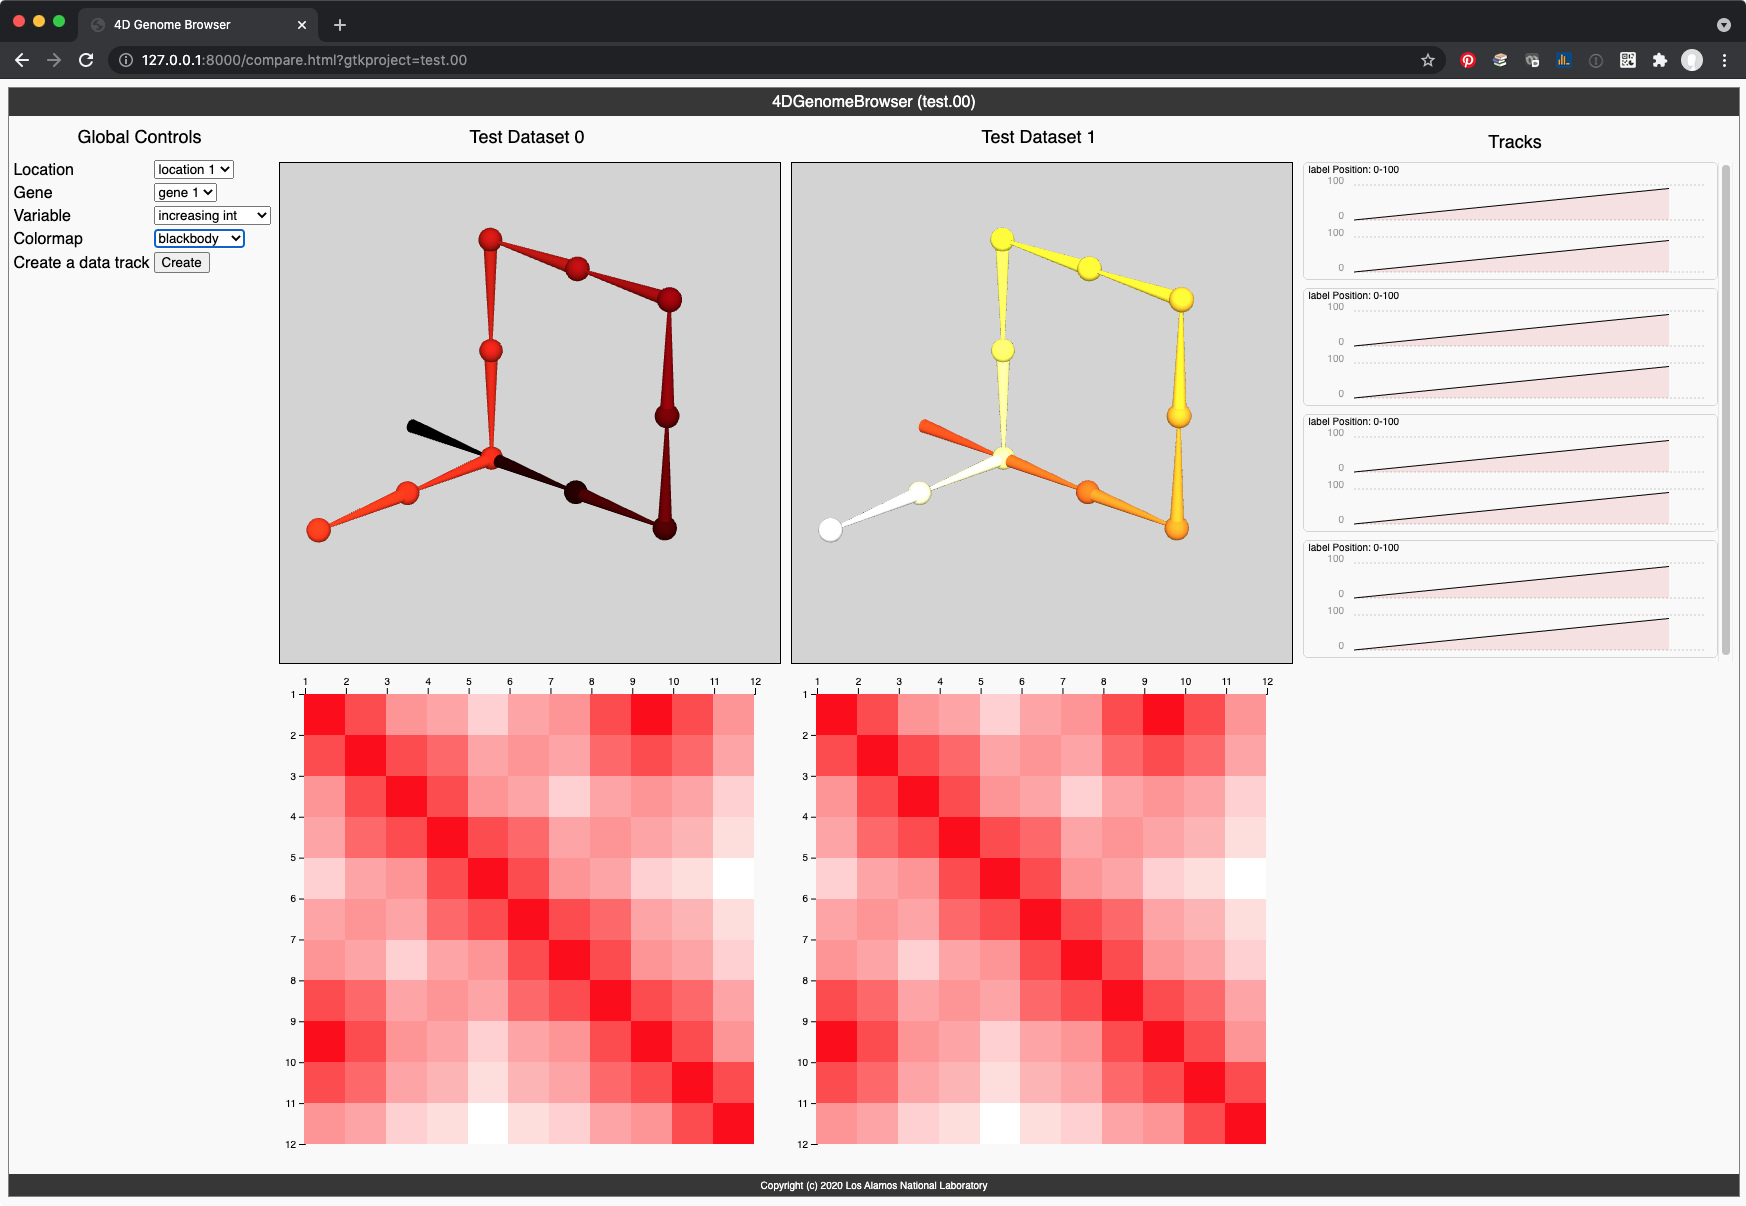 4D Genome Browser
127.0.0.1:8000/compare.html?gtkproject=test.00
4DGenomeBrowser (test.00)
Global Controls
Location location 1
Gene gene 1
Variable increasing int
Colormap blackbody
Create a data track Create
Test Dataset 0
1 2 3 4 5 6 7 8 9 10 11 12
1
2
3
4
5
6
7
8
9
10
11
12
Test Dataset 1
1 2 3 4 5 6 7 8 9 10 11 12
1
2
3
4
5
6
7
8
9
10
11
12
Tracks
label Position: 0-100
100
0
100
0
label Position: 0-100
100
0
100
0
label Position: 0-100
100
0
100
0
label Position: 0-100
100
0
100
0
Copyright (c) 2020 Los Alamos National Laboratory